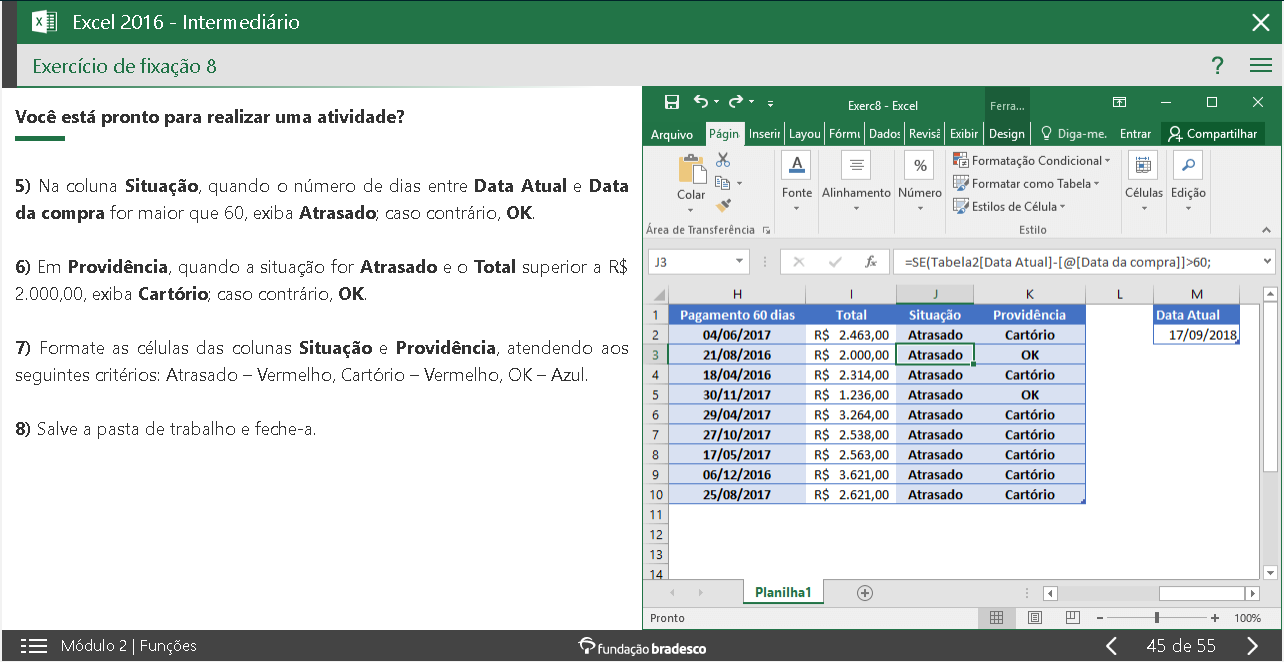 Excel 2016 - Intermediário
Exercício de fixação 8
?
Você está pronto para realizar uma atividade?
5) Na coluna Situação, quando o número de dias entre Data Atual e Data
da compra for maior que 60, exiba Atrasado; caso contrário, OK.
6) Em Providência, quando a situação for Atrasado e o Total superior a R$
2.000,00, exiba Cartório; caso contrário, OK.
7) Formate as células das colunas Situação e Providência, atendendo aos
seguintes critérios: Atrasado – Vermelho, Cartório – Vermelho, OK – Azul.
8) Salve a pasta de trabalho e feche-a.
Exerc8 - Excel
Ferra...
Arquivo Págin Inserir Layou Fórmu Dados Revisã Exibir Design Diga-me. Entrar Compartilhar
Colar Fonte Alinhamento % Número Formatação Condicional Células Edição
Formatar como Tabela
Estilos de Célula
Área de Transferência Estilo
J3 fx =SE(Tabela2[Data Atual]-[@[Data da compra]]>60;
H I J K L M
1 Pagamento 60 dias Total Situação Providência Data Atual
2 04/06/2017 R$ 2.463,00 Atrasado Cartório 17/09/2018
3 21/08/2016 R$ 2.000,00 Atrasado OK
4 18/04/2016 R$ 2.314,00 Atrasado Cartório
5 30/11/2017 R$ 1.236,00 Atrasado OK
6 29/04/2017 R$ 3.264,00 Atrasado Cartório
7 27/10/2017 R$ 2.538,00 Atrasado Cartório
8 17/05/2017 R$ 2.563,00 Atrasado Cartório
9 06/12/2016 R$ 3.621,00 Atrasado Cartório
10 25/08/2017 R$ 2.621,00 Atrasado Cartório
11
12
13
14
Planilha1
Pronto
100%
Módulo 2 | Funções
fundação bradesco
45 de 55